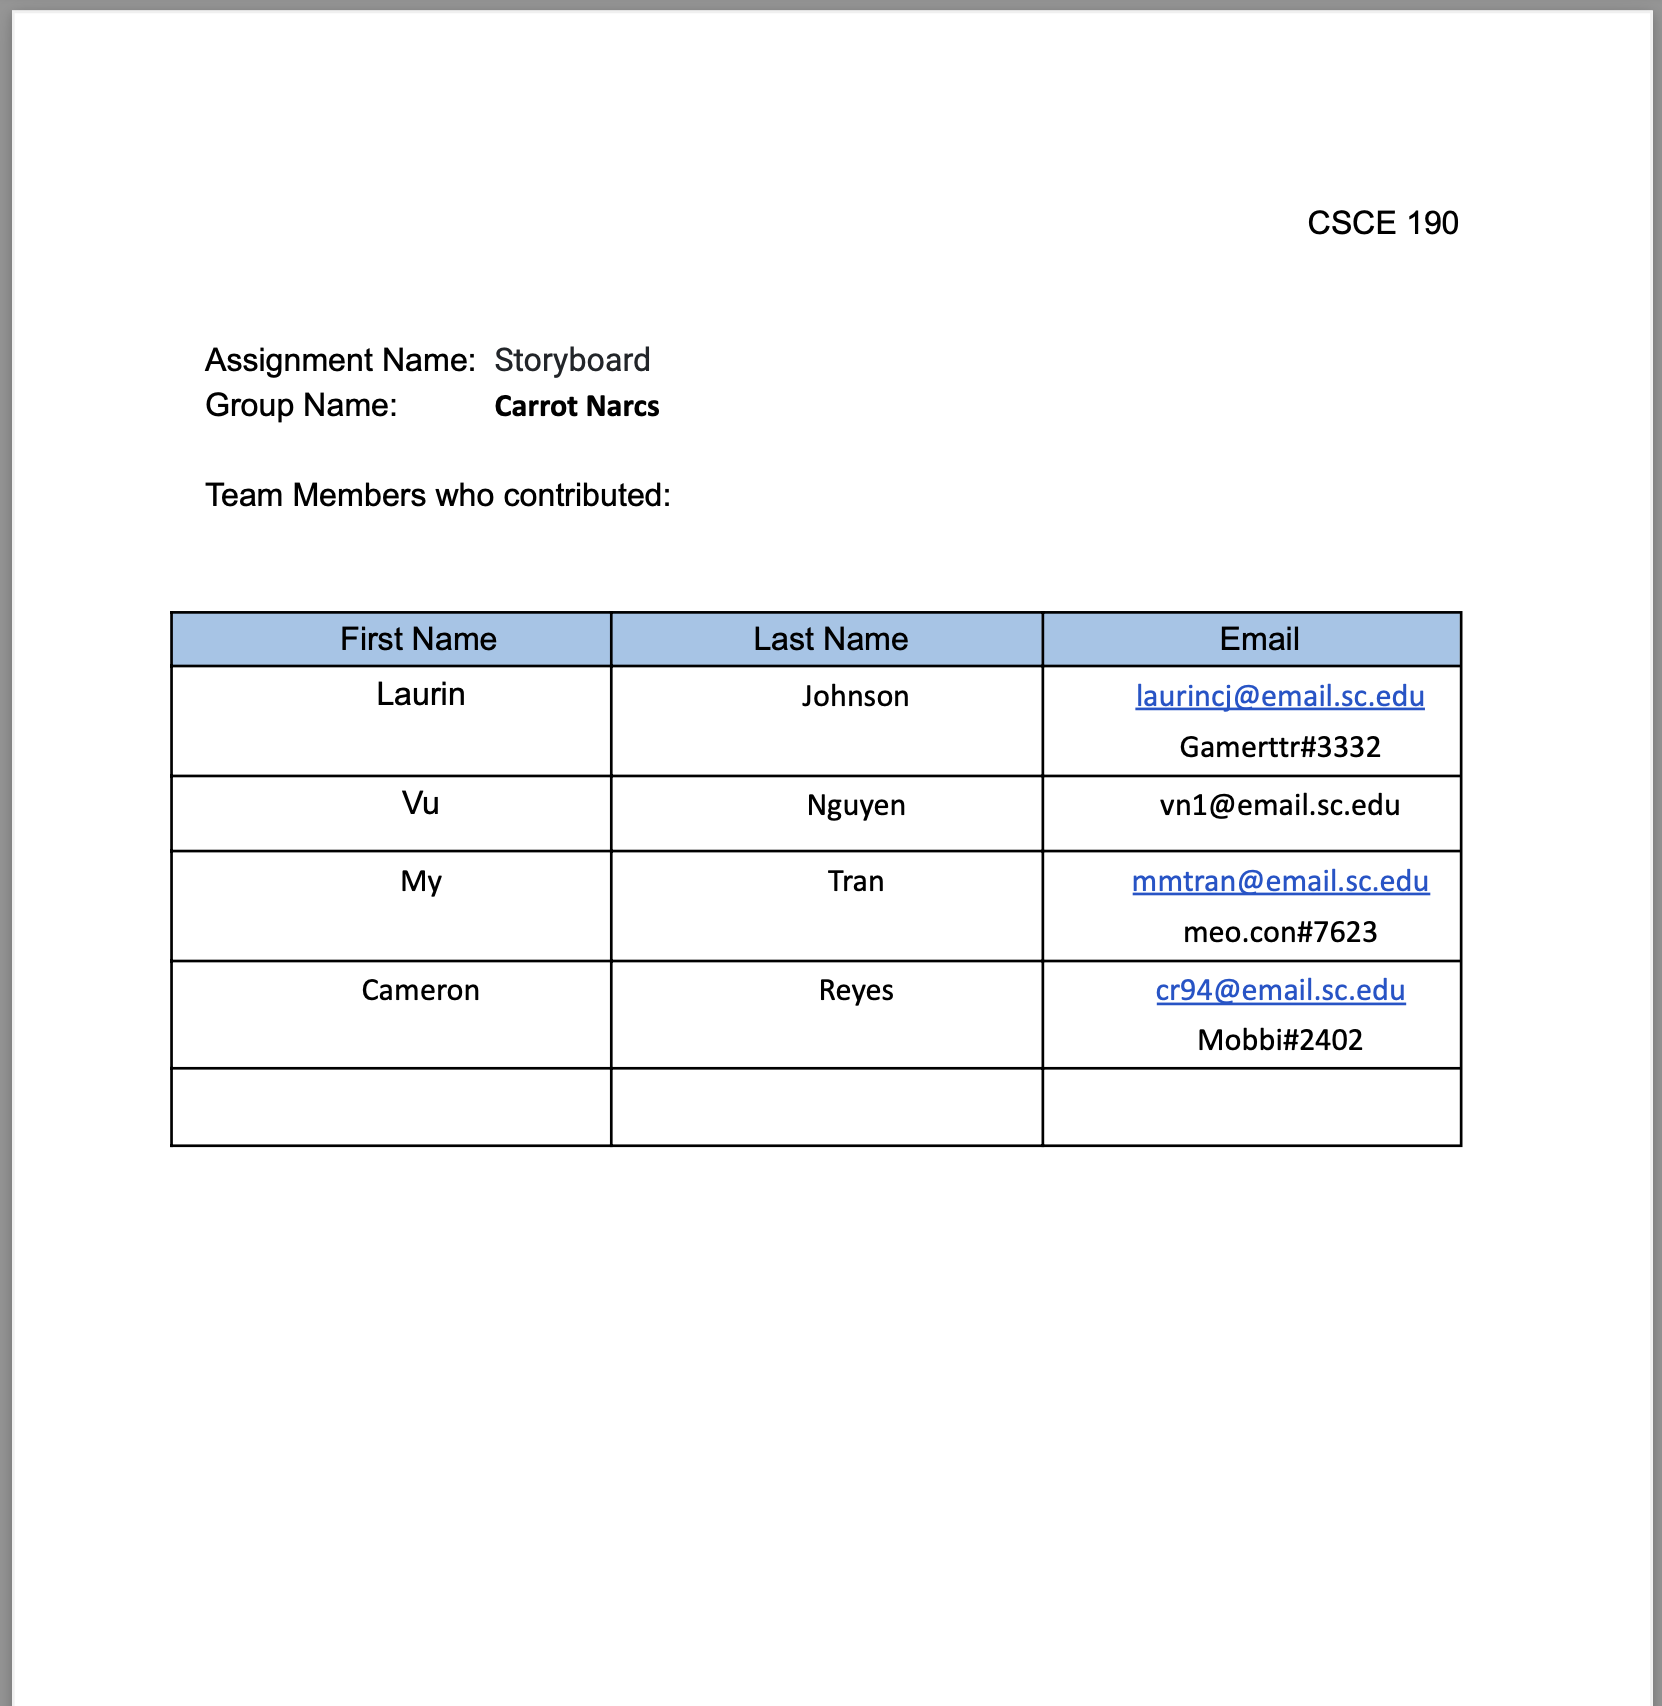 CSCE 190
Assignment Name: Storyboard
Group Name: Carrot Narcs
Team Members who contributed:
First Name Last Name Email
Laurin Johnson laurincj@email.sc.edu
Gamerttr#3332
Vu Nguyen vn1@email.sc.edu
My Tran mmtran@email.sc.edu
meo.con#7623
Cameron Reyes cr94@email.sc.edu
Mobbi#2402